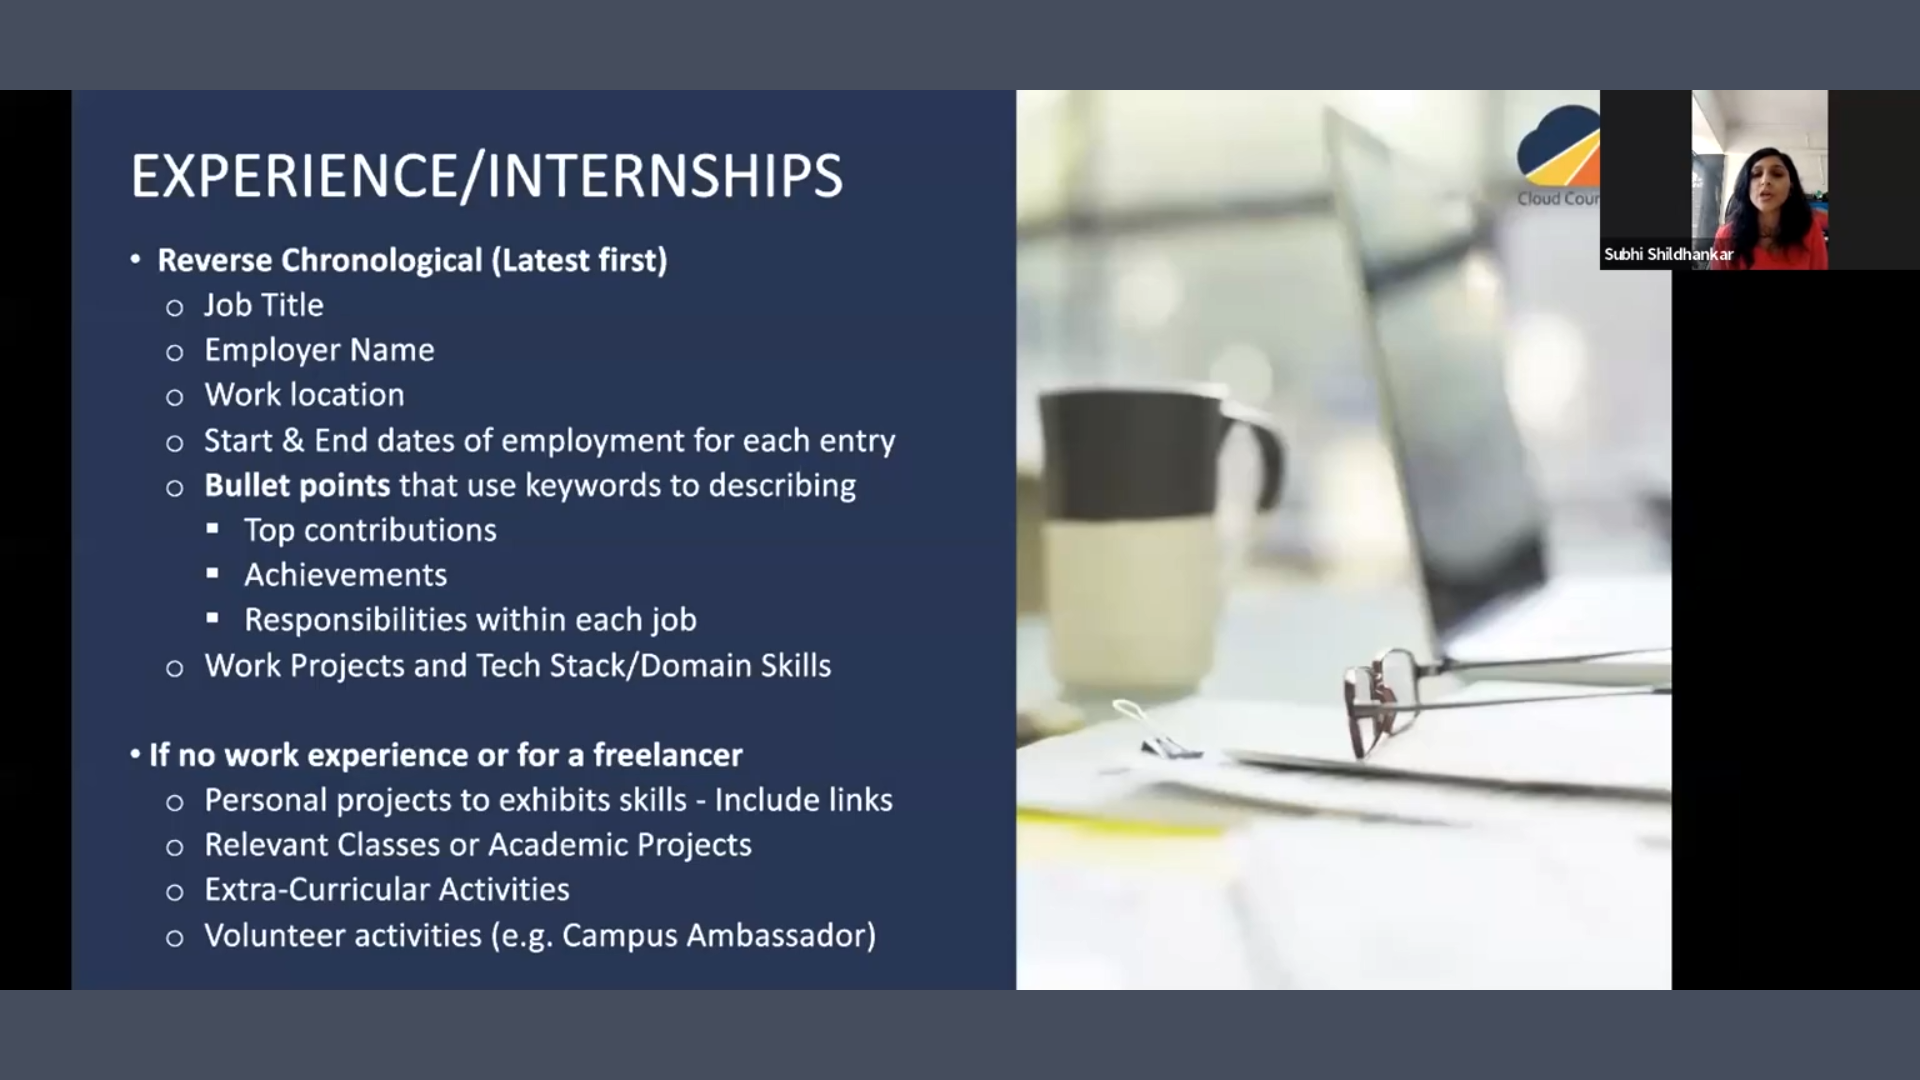 EXPERIENCE/INTERNSHIPS
• Reverse Chronological (Latest first)
o Job Title
o Employer Name
o Work location
o Start & End dates of employment for each entry
o Bullet points that use keywords to describing
▪ Top contributions
▪ Achievements
▪ Responsibilities within each job
o Work Projects and Tech Stack/Domain Skills
• If no work experience or for a freelancer
o Personal projects to exhibits skills - Include links
o Relevant Classes or Academic Projects
o Extra-Curricular Activities
o Volunteer activities (e.g. Campus Ambassador)
Cloud Coun
Subhi Shildhankar